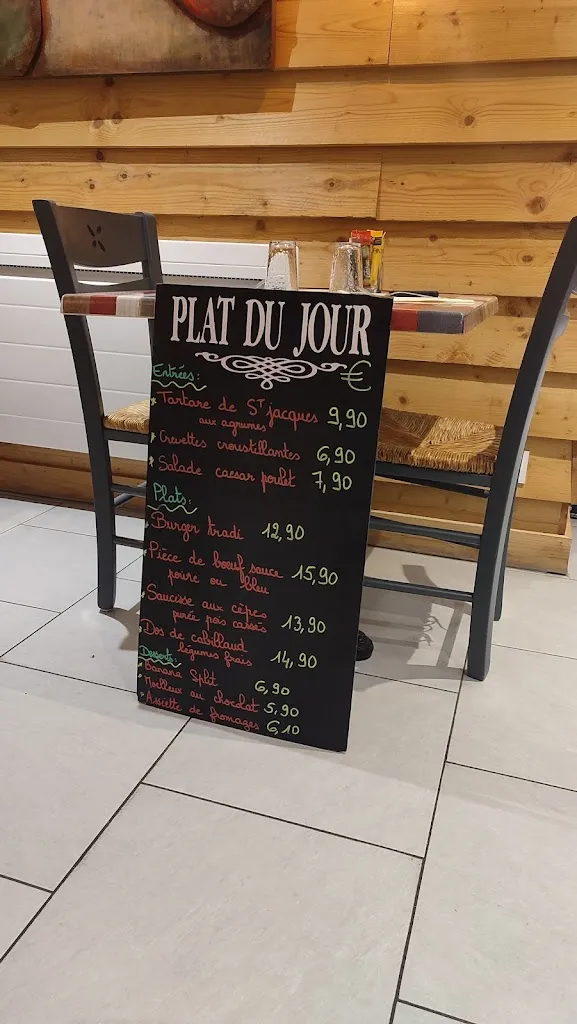 PLAT DU JOUR
€
Entrées:
Tartare de St jacques 9,90
aux agrumes
Crevettes croustillantes 6,90
Salade caesar poulet 7,90
Plats:
Burger tradi 12,90
Pièce de bœuf sauce 15,90
poivre ou bleu
Saucisse aux cêpes
purée pois cassés 13,90
Dos de cabillaud
légumes frais 14,90
Desserts:
Banana Split 6,90
Moelleux au chocolat 5,90
Assiette de fromages 6,10